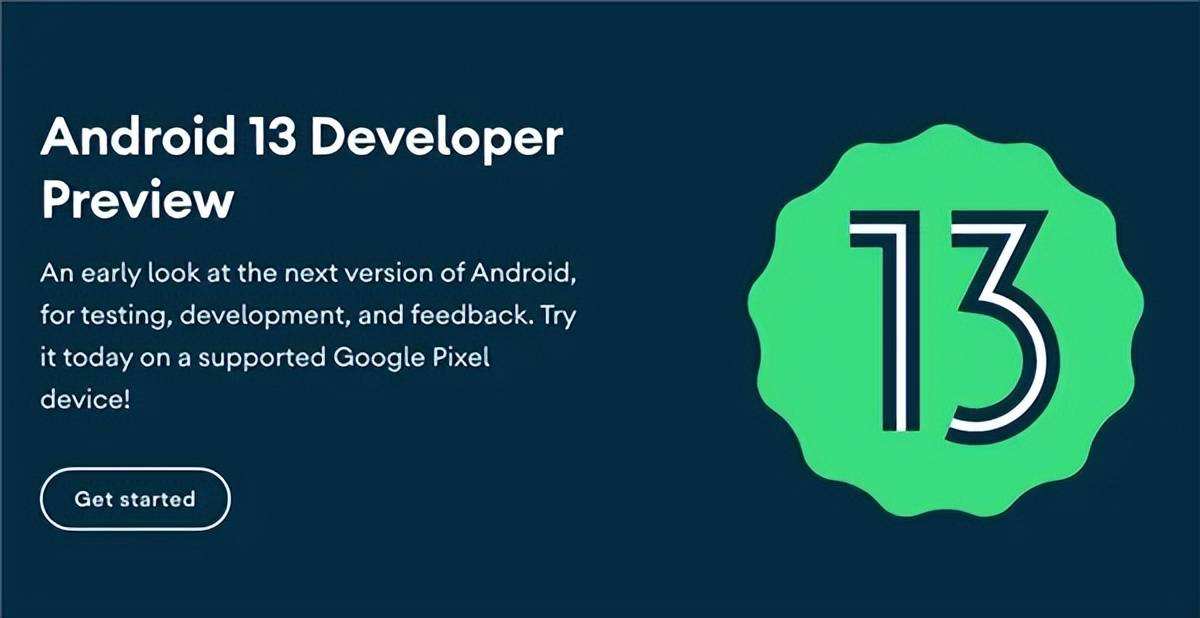 Android 13 Developer
Preview
An early look at the next version of Android,
for testing, development, and feedback. Try
it today on a supported Google Pixel
device!
Get started
13